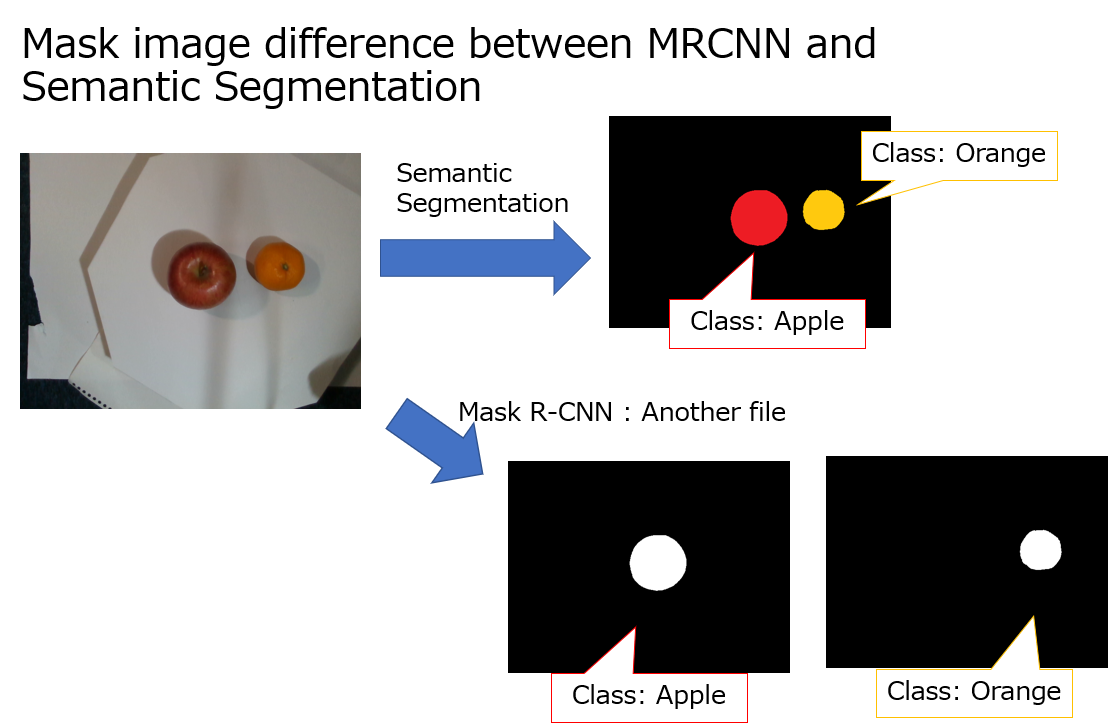 Mask image difference between MRCNN and
Semantic Segmentation
Semantic
Segmentation
Class: Orange
Class: Apple
Mask R-CNN : Another file
Class: Apple
Class: Orange